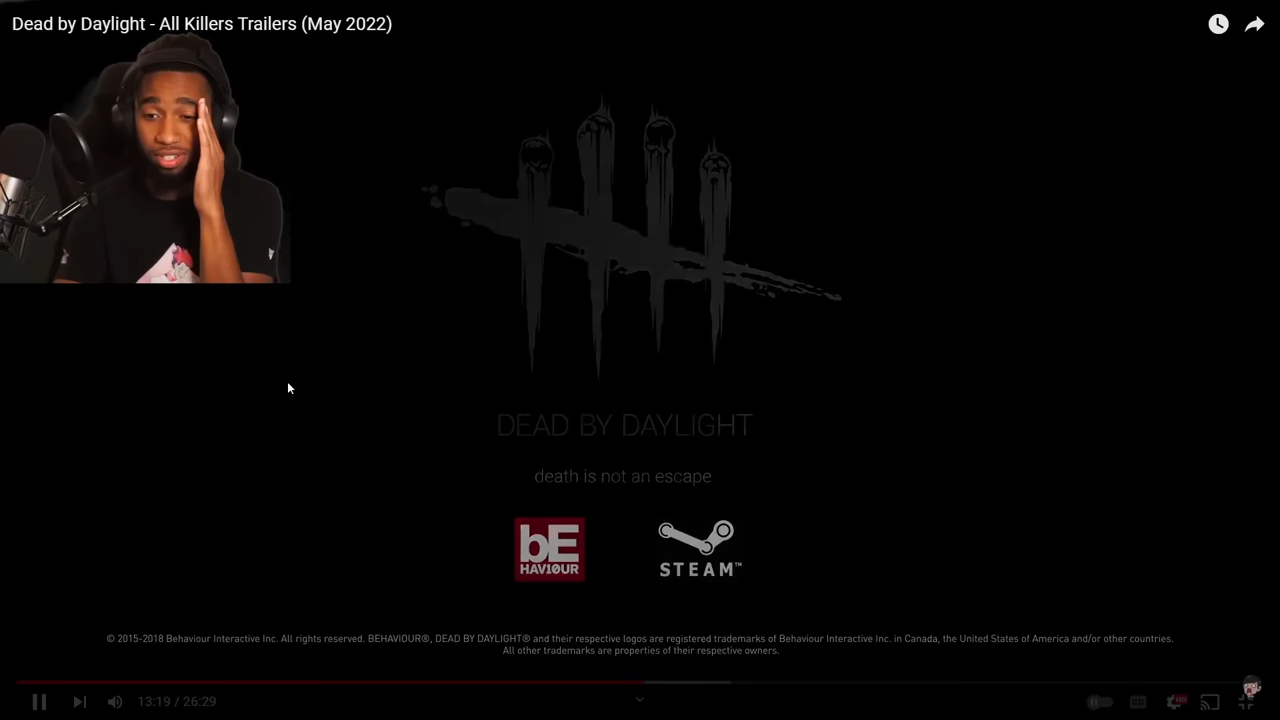 Dead by Daylight - All Killers Trailers (May 2022)
DEAD BY DAYLIGHT
death is not an escape
bE
HAVIOUR
STEAM™
© 2015-2018 Behaviour Interactive Inc. All rights reserved. BEHAVIOUR®, DEAD BY DAYLIGHT® and their respective logos are registered trademarks of Behaviour Interactive Inc. in Canada, the United States of America and/or other countries.
All other trademarks are properties of their respective owners.
13:19 / 26:29